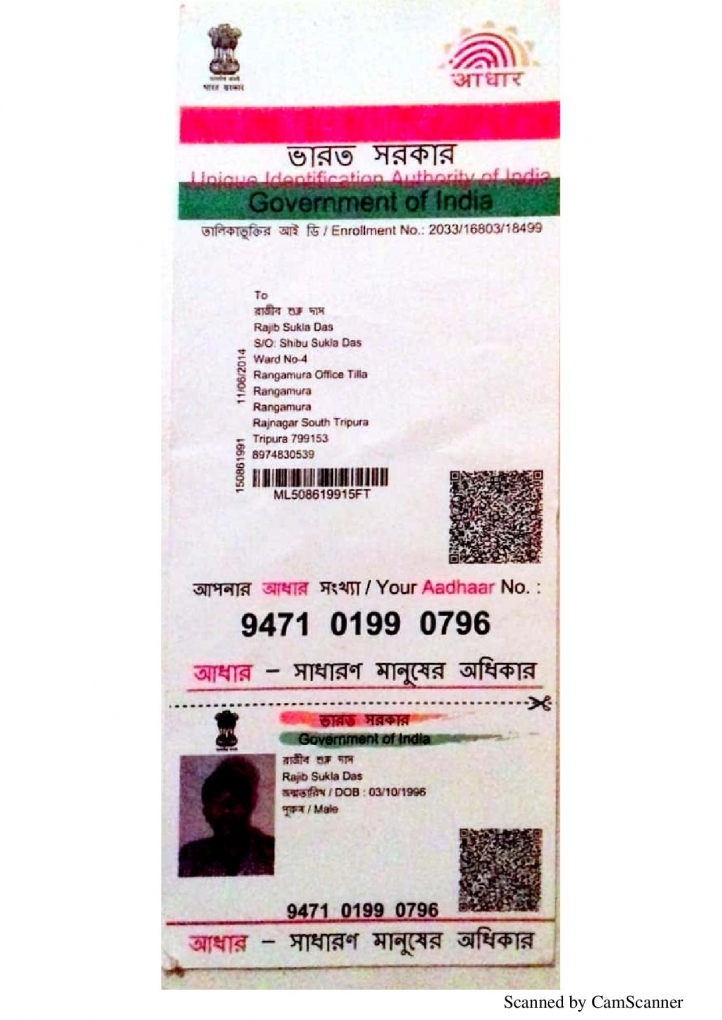 ভারত সরকার
আধার
ভারত সরকার
Unique Identification Authority of India
Government of India
তালিকাভুক্তির আই ডি / Enrollment No.: 2033/16803/18499
To
রাজীব শুক্ল দাস
Rajib Sukla Das
S/O: Shibu Sukla Das
Ward No-4
Rangamura Office Tilla
Rangamura
Rangamura
Rajnagar South Tripura
Tripura 799153
8974830539
150861991 11/06/2014
ML508619915FT
আপনার আধার সংখ্যা / Your Aadhaar No. :
9471 0199 0796
আধার – সাধারণ মানুষের অধিকার
ভারত সরকার
Government of India
রাজীব শুক্ল দাস
Rajib Sukla Das
জন্মতারিখ / DOB : 03/10/1996
পুরুষ / Male
9471 0199 0796
আধার – সাধারণ মানুষের অধিকার
Scanned by CamScanner